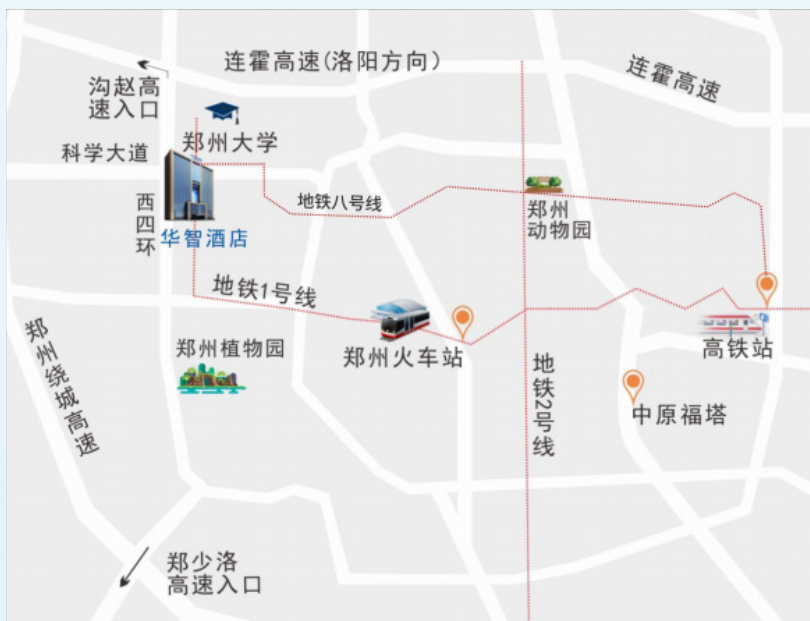 连霍高速(洛阳方向)
连霍高速
沟赵高
速入口
郑州大学
科学大道
西四环
华智酒店
地铁八号线
郑州
动物园
地铁1号线
郑州火车站
高铁站
郑州植物园
地铁2号线
中原福塔
郑州绕城高速
郑少洛
高速入口